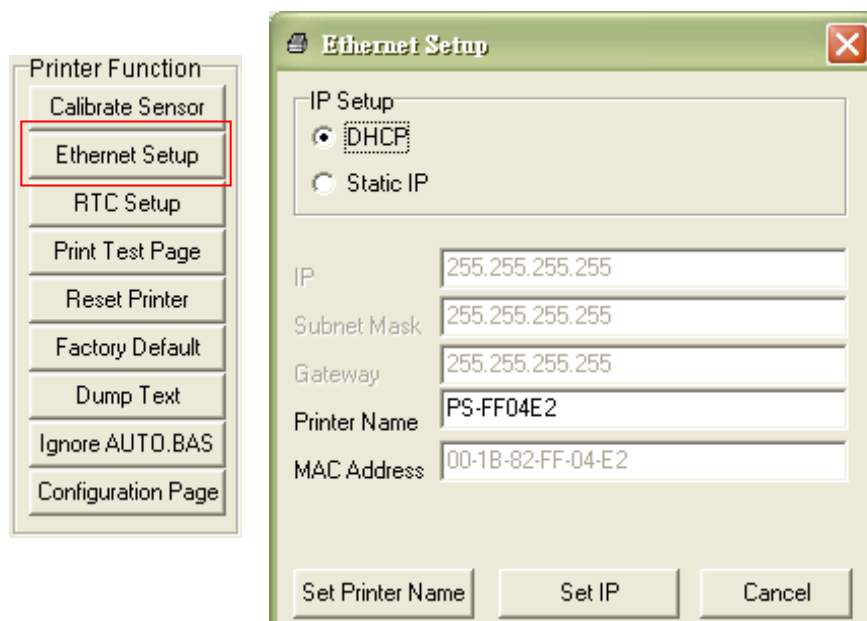 Printer Function
Calibrate Sensor
Ethernet Setup
RTC Setup
Print Test Page
Reset Printer
Factory Default
Dump Text
Ignore AUTO.BAS
Configuration Page
Ethernet Setup
IP Setup
DHCP
Static IP
IP 255.255.255.255
Subnet Mask 255.255.255.255
Gateway 255.255.255.255
Printer Name PS-FF04E2
MAC Address 00-1B-82-FF-04-E2
Set Printer Name Set IP Cancel